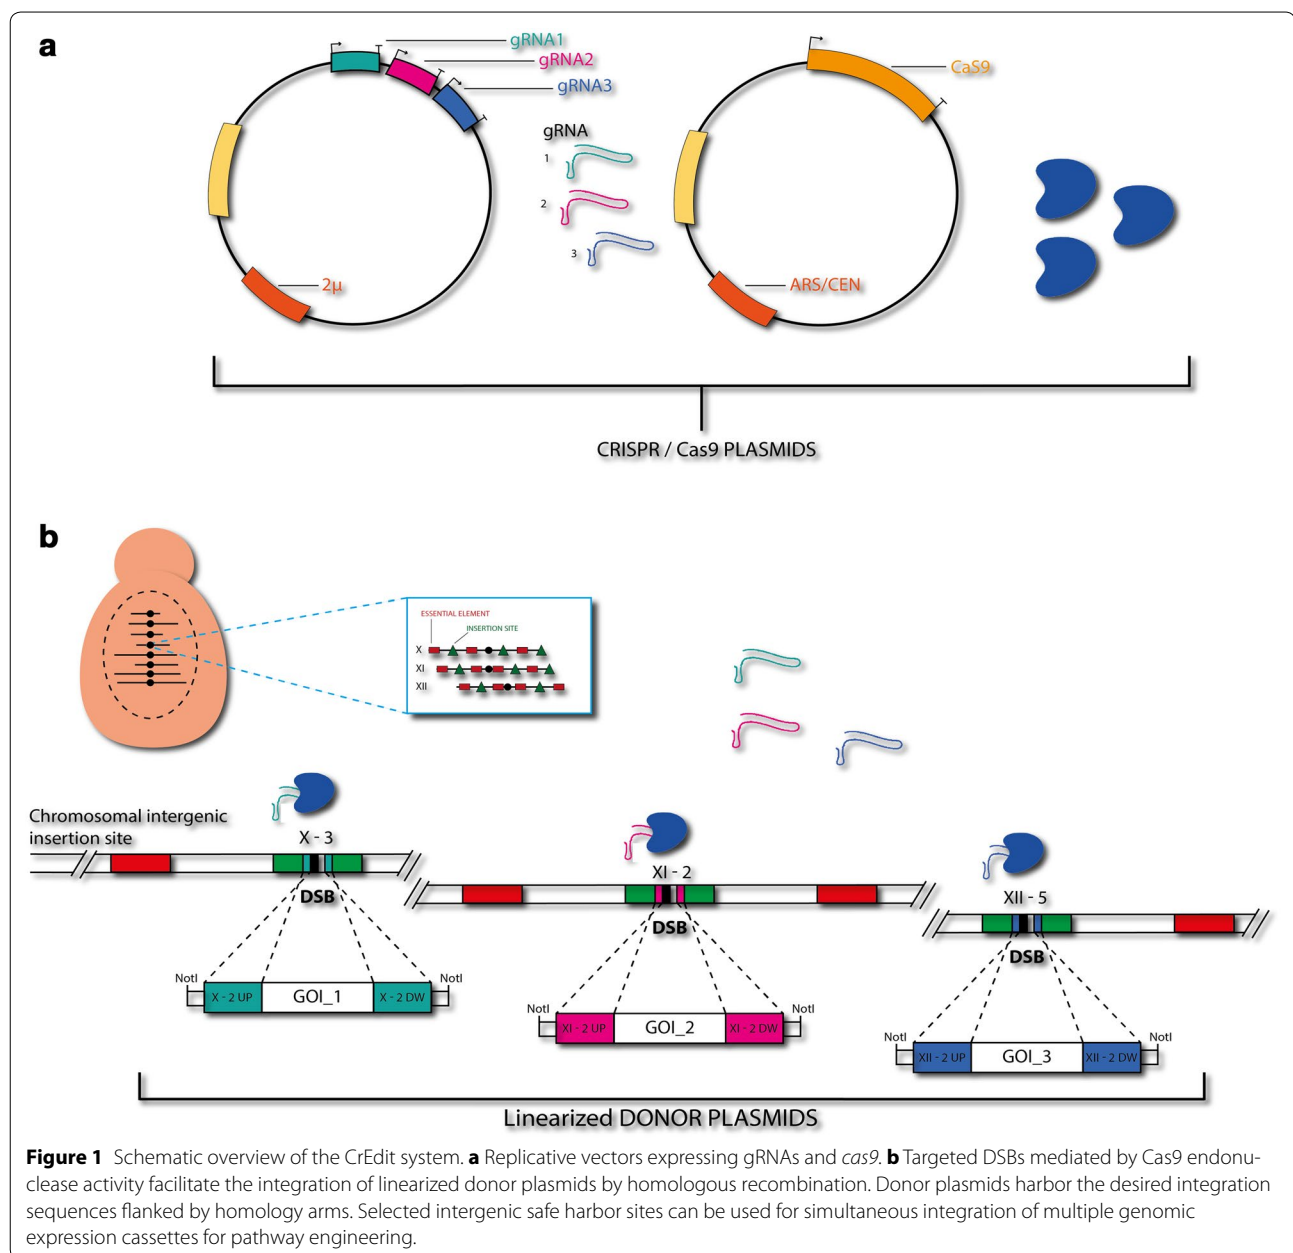 a
gRNA1
gRNA2
gRNA3
CaS9
gRNA
1
2
3
2μ
ARS/CEN
CRISPR / Cas9 PLASMIDS
b
ESSENTIAL ELEMENT
INSERTION SITE
X
XI
XII
Chromosomal intergenic
insertion site
X - 3
DSB
XI - 2
DSB
XII - 5
DSB
NotI
X - 2 UP
GOI_1
X - 2 DW
NotI
NotI
XI - 2 UP
GOI_2
XI - 2 DW
NotI
NotI
XII - 2 UP
GOI_3
XII - 2 DW
NotI
Linearized DONOR PLASMIDS
Figure 1 Schematic overview of the CrEdit system. a Replicative vectors expressing gRNAs and cas9. b Targeted DSBs mediated by Cas9 endonu-
clease activity facilitate the integration of linearized donor plasmids by homologous recombination. Donor plasmids harbor the desired integration
sequences flanked by homology arms. Selected intergenic safe harbor sites can be used for simultaneous integration of multiple genomic
expression cassettes for pathway engineering.